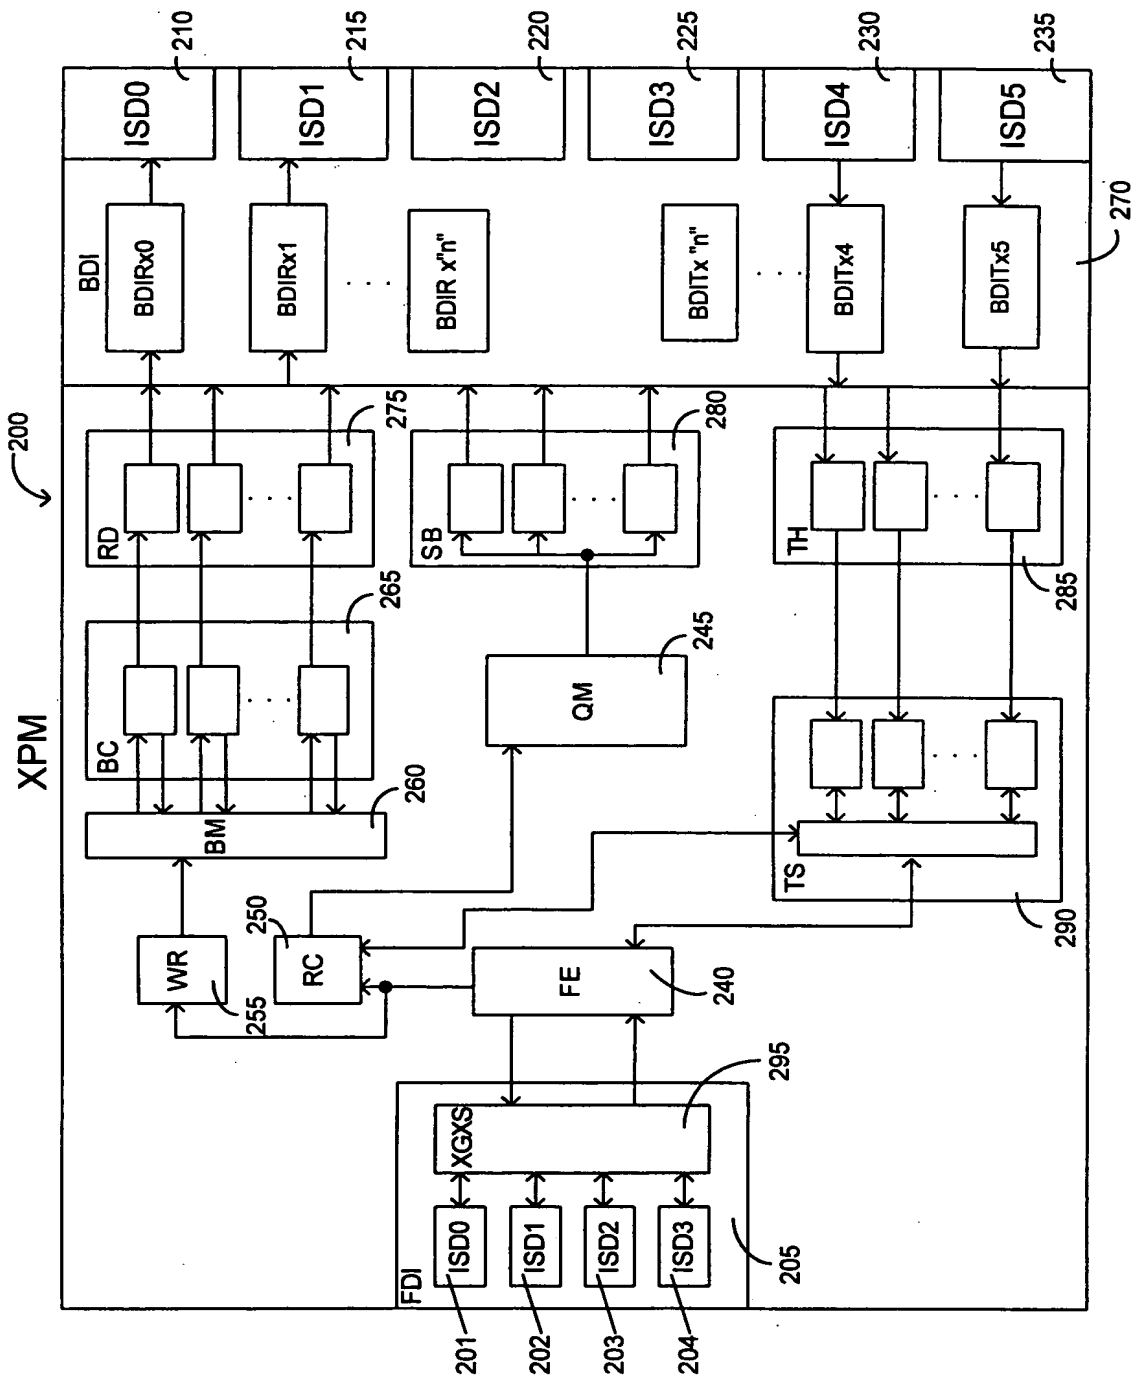 XPM
200
BDI
ISD0
210
BDIRx0
ISD1
215
BDIRx1
ISD2
220
BDIR x"n"
ISD3
225
BDITx "n"
ISD4
230
BDITx4
ISD5
235
BDITx5
270
RD
275
BC
265
BM
260
WR
255
RC
250
SB
280
QM
245
TH
285
TS
290
FE
240
FDI
XGXS
295
ISD0
ISD1
ISD2
ISD3
201
202
203
204
205